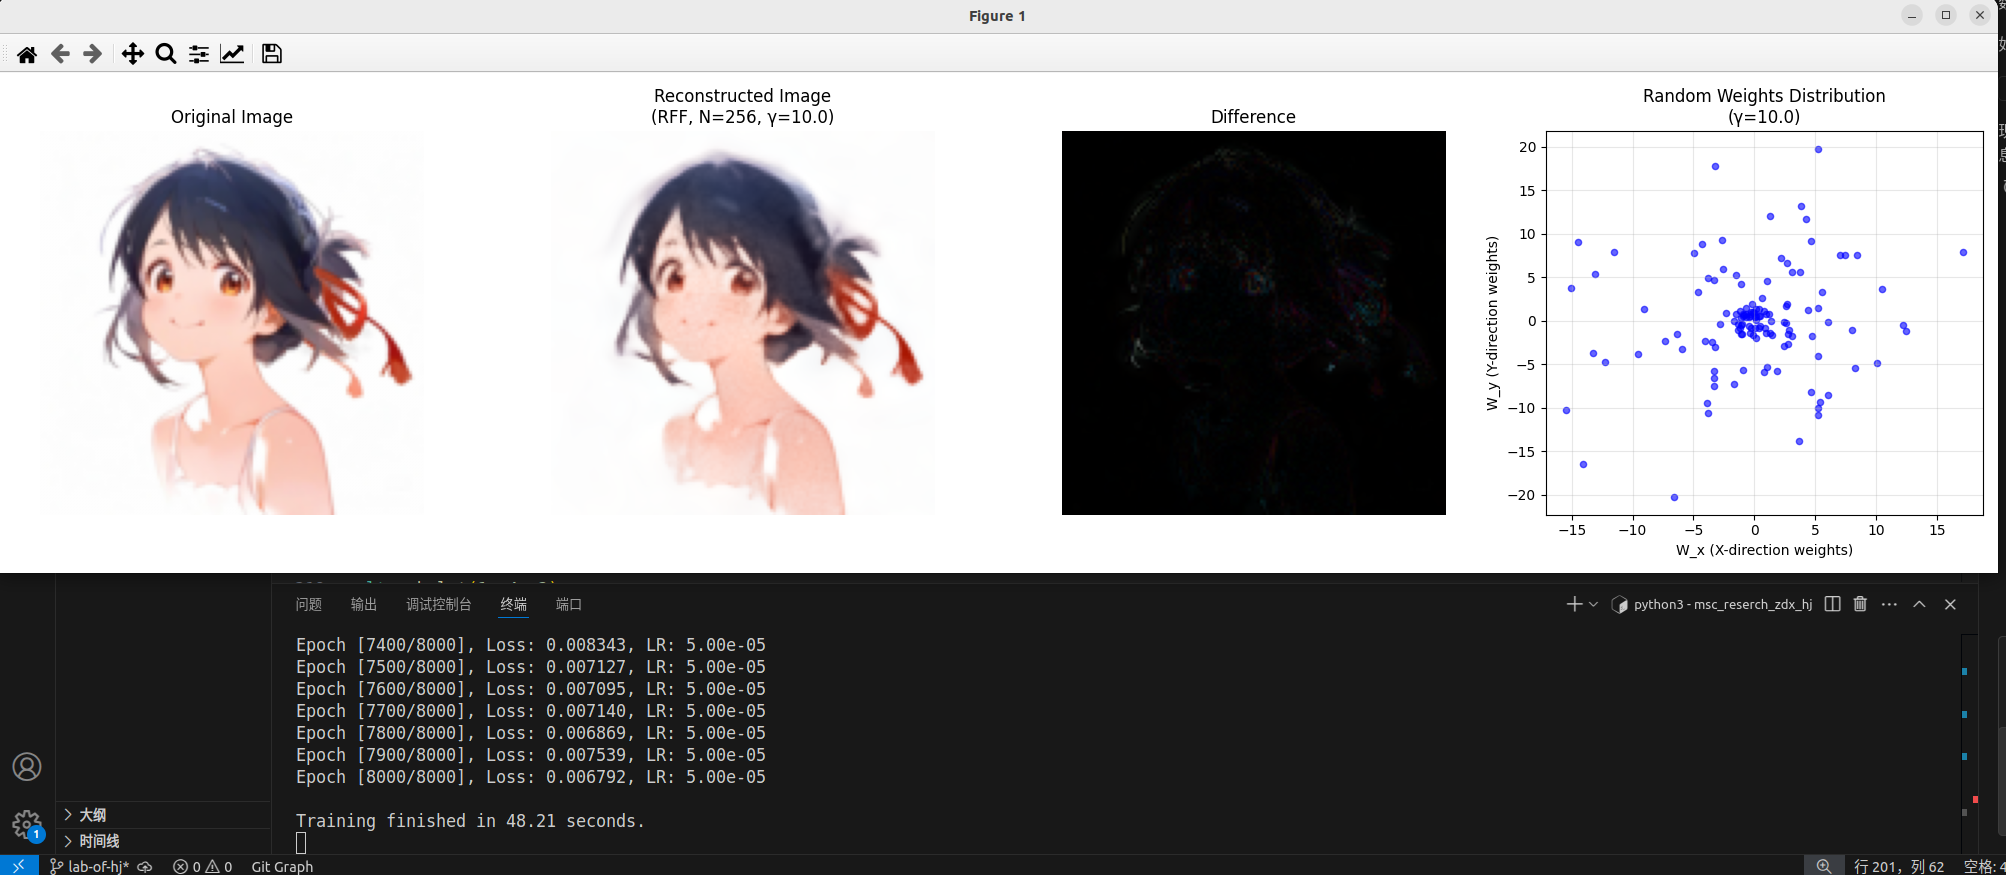 Figure 1
Original Image
Reconstructed Image
(RFF, N=256, γ=10.0)
Difference
Random Weights Distribution
(γ=10.0)
20
15
10
5
0
−5
−10
−15
−20
W_y (Y-direction weights)
−15
−10
−5
0
5
10
15
W_x (X-direction weights)
问题
输出
调试控制台
终端
端口
python3 - msc_reserch_zdx_hj
Epoch [7400/8000], Loss: 0.008343, LR: 5.00e-05
Epoch [7500/8000], Loss: 0.007127, LR: 5.00e-05
Epoch [7600/8000], Loss: 0.007095, LR: 5.00e-05
Epoch [7700/8000], Loss: 0.007140, LR: 5.00e-05
Epoch [7800/8000], Loss: 0.006869, LR: 5.00e-05
Epoch [7900/8000], Loss: 0.007539, LR: 5.00e-05
Epoch [8000/8000], Loss: 0.006792, LR: 5.00e-05
Training finished in 48.21 seconds.
大纲
1
时间线
lab-of-hj*
0
0
Git Graph
行 201，列 62
空格: 4